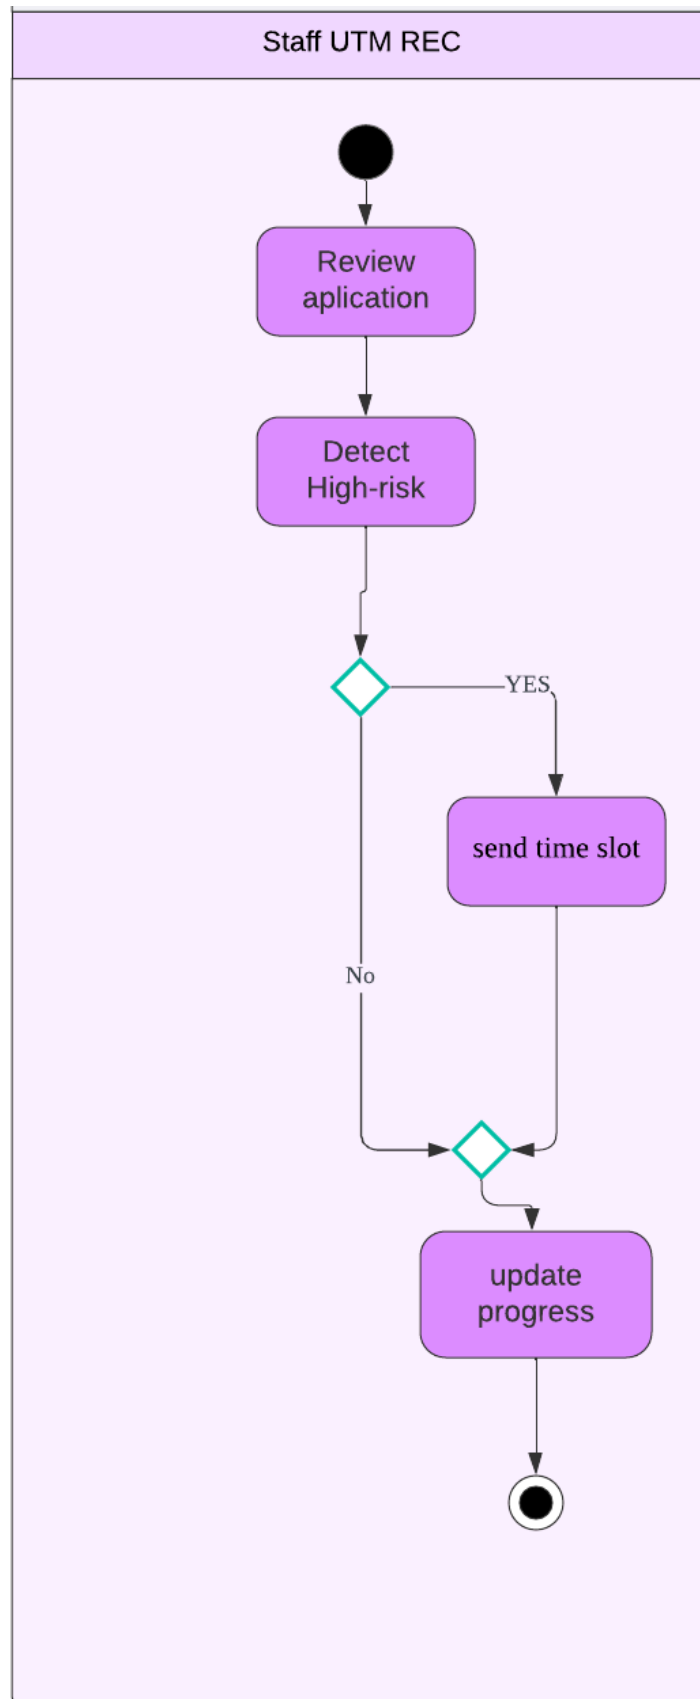 Staff UTM REC
Review
aplication
Detect
High-risk
YES
send time slot
No
update
progress